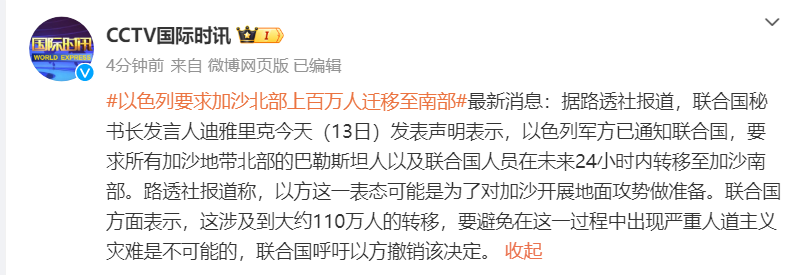 国际时讯
WORLD EXPRESS
CCTV国际时讯
1
4分钟前 来自 微博网页版 已编辑
#以色列要求加沙北部上百万人迁移至南部#最新消息：据路透社报道，联合国秘
书长发言人迪雅里克今天（13日）发表声明表示，以色列军方已通知联合国，要
求所有加沙地带北部的巴勒斯坦人以及联合国人员在未来24小时内转移至加沙南
部。路透社报道称，以方这一表态可能是为了对加沙开展地面攻势做准备。联合国
方面表示，这涉及到大约110万人的转移，要避免在这一过程中出现严重人道主义
灾难是不可能的，联合国呼吁以方撤销该决定。 收起